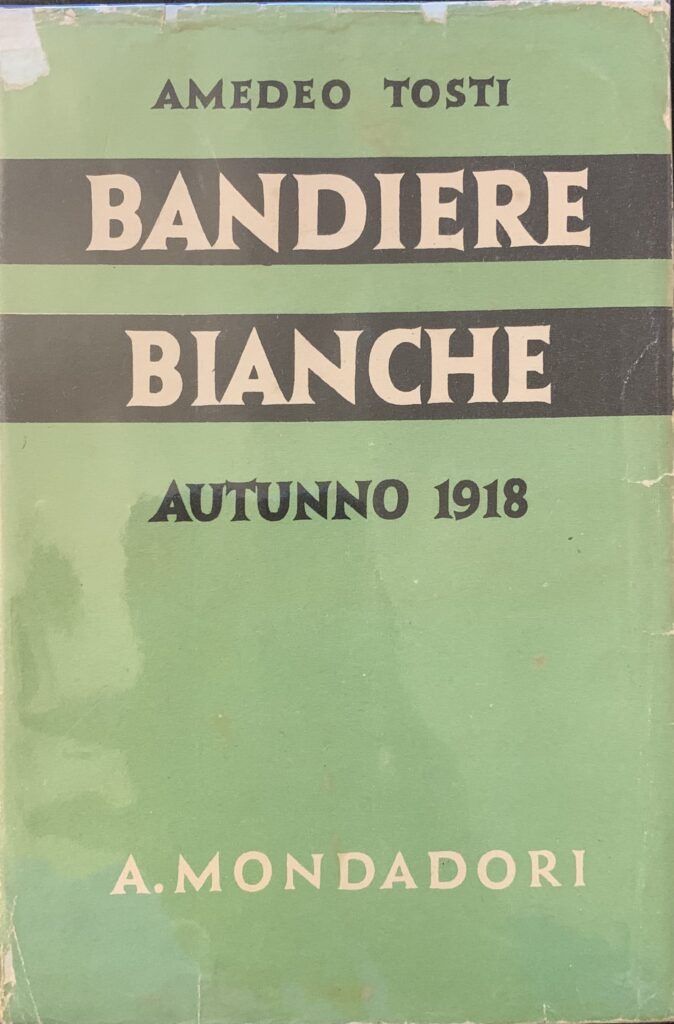 AMEDEO TOSTI
BANDIERE
BIANCHE
AUTUNNO 1918
A. MONDADORI